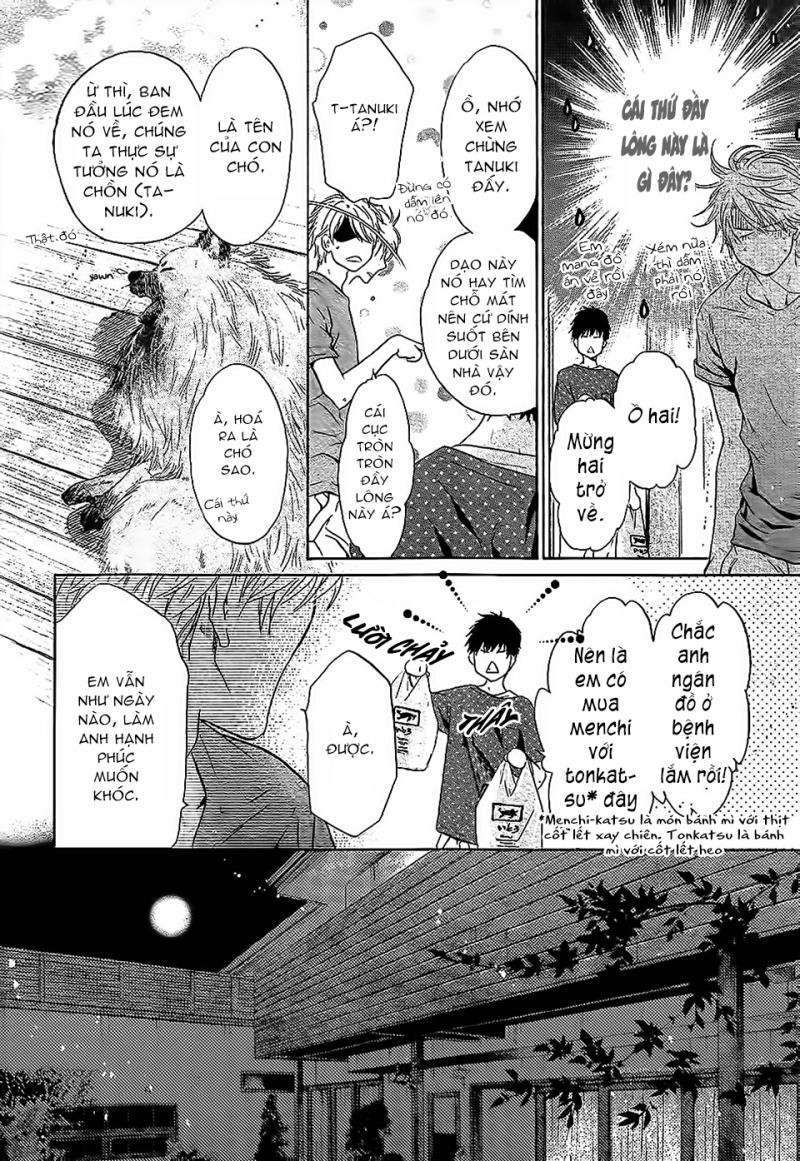 CÁI THỨ ĐẦY
LÔNG NÀY LÀ
GÌ ĐÂY?
Xém nữa
thì dẫm
phải nó
rồi
Em
mang đồ
ăn về rồi
đây
Ồ hai!
Mừng
hai
trở
về.
Ồ, NHỚ
XEM
CHỪNG
TANUKI
ĐẤY.
Đừng có
dẫm lên
nó đó.
T-TANUKI
Á?!
DẠO NÀY
NÓ HAY TÌM
CHỖ MÁT
NÊN CỨ DÍNH
SUỐT BÊN
DƯỚI SÀN
NHÀ VẬY
ĐÓ.
CÁI
CỤC
TRÒN
TRÒN
ĐẦY
LÔNG
NÀY Á?
LÀ TÊN
CỦA CON
CHÓ.
Ừ THÌ, BAN
ĐẦU LÚC ĐEM
NÓ VỀ, CHÚNG
TA THỰC SỰ
TƯỞNG NÓ LÀ
CHỒN (TA-
NUKI).
Thật đó
yawn
À, HOÁ
RA LÀ
CHÓ
SAO.
Cái thứ
này
Chắc
anh
ngán
đồ ở
bệnh
viện
lắm rồi!
Nên là
em có
mua
menchi
với
tonkat-
su* đây
*Menchi-katsu là món bánh mì với thịt
cốt lết xay chiên. Tonkatsu là bánh
mì với cốt lết heo
LƯỜI CHẢY
THÂY
À, ĐƯỢC.
EM VẪN
NHƯ NGÀY
NÀO, LÀM
ANH HẠNH
PHÚC
MUỐN
KHÓC.